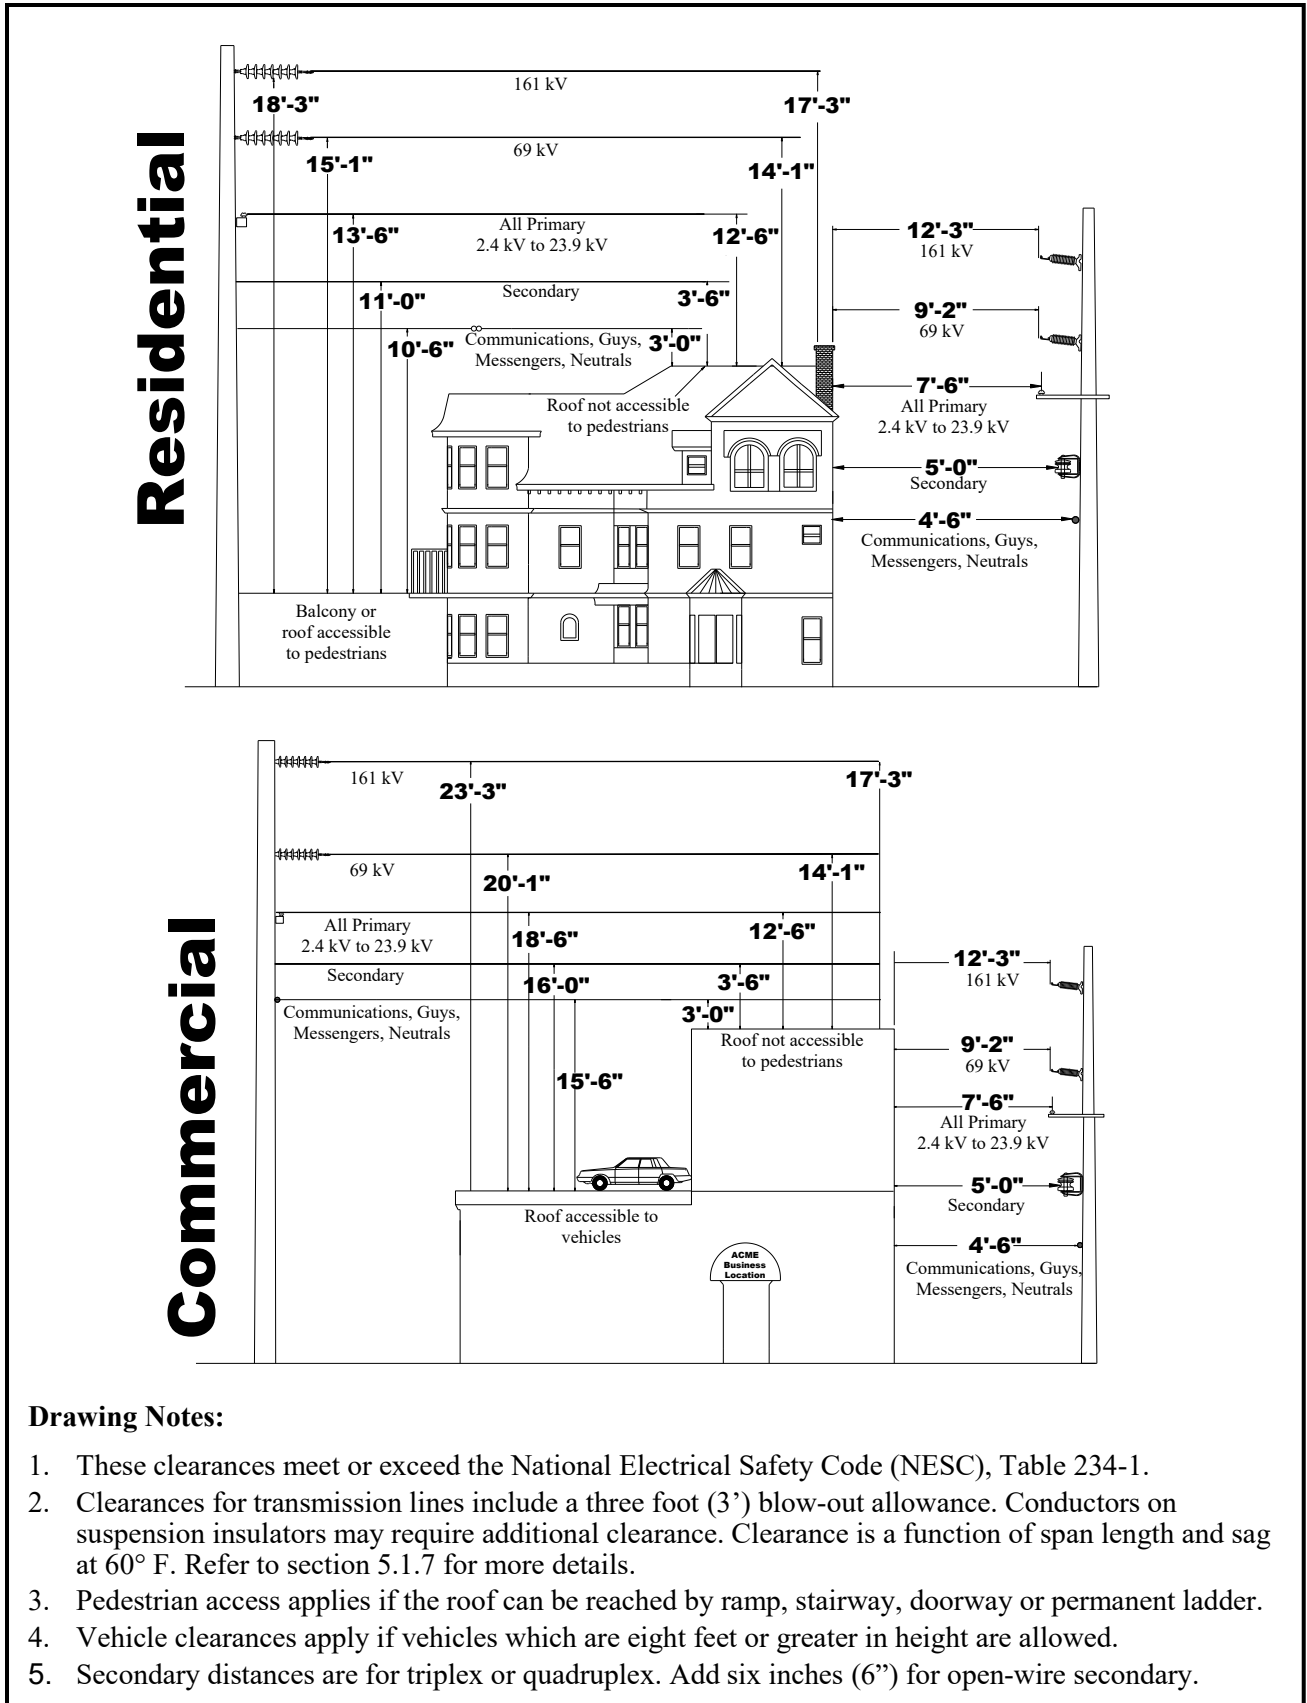 Residential
161 kV
18'-3"
17'-3"
69 kV
15'-1"
14'-1"
All Primary
2.4 kV to 23.9 kV
13'-6"
12'-6"
Secondary
11'-0"
3'-6"
Communications, Guys,
Messengers, Neutrals
10'-6"
3'-0"
Roof not accessible
to pedestrians
Balcony or
roof accessible
to pedestrians
12'-3"
161 kV
9'-2"
69 kV
7'-6"
All Primary
2.4 kV to 23.9 kV
5'-0"
Secondary
4'-6"
Communications, Guys,
Messengers, Neutrals
Commercial
161 kV
23'-3"
17'-3"
69 kV
20'-1"
14'-1"
All Primary
2.4 kV to 23.9 kV
18'-6"
12'-6"
Secondary
16'-0"
3'-6"
Communications, Guys,
Messengers, Neutrals
3'-0"
Roof not accessible
to pedestrians
15'-6"
Roof accessible to
vehicles
ACME
Business
Location
12'-3"
161 kV
9'-2"
69 kV
7'-6"
All Primary
2.4 kV to 23.9 kV
5'-0"
Secondary
4'-6"
Communications, Guys,
Messengers, Neutrals
Drawing Notes:
1. These clearances meet or exceed the National Electrical Safety Code (NESC), Table 234-1.
2. Clearances for transmission lines include a three foot (3’) blow-out allowance. Conductors on
suspension insulators may require additional clearance. Clearance is a function of span length and sag
at 60° F. Refer to section 5.1.7 for more details.
3. Pedestrian access applies if the roof can be reached by ramp, stairway, doorway or permanent ladder.
4. Vehicle clearances apply if vehicles which are eight feet or greater in height are allowed.
5. Secondary distances are for triplex or quadruplex. Add six inches (6”) for open-wire secondary.